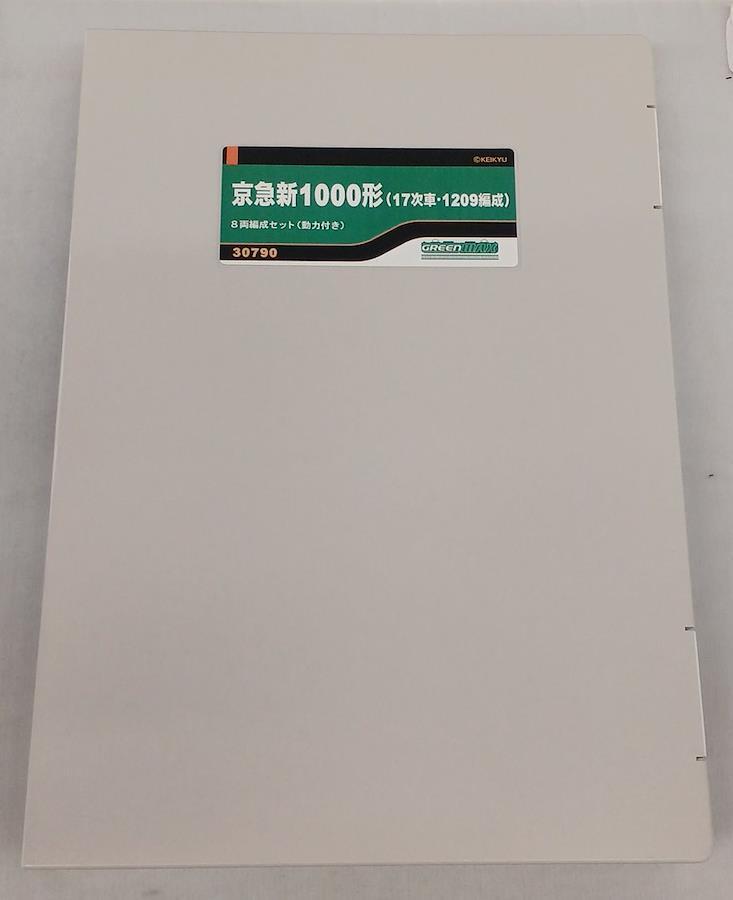 ©KEIKYU
京急新1000形(17次車・1209編成)
8両編成セット(動力付き)
30790
GREENMAX